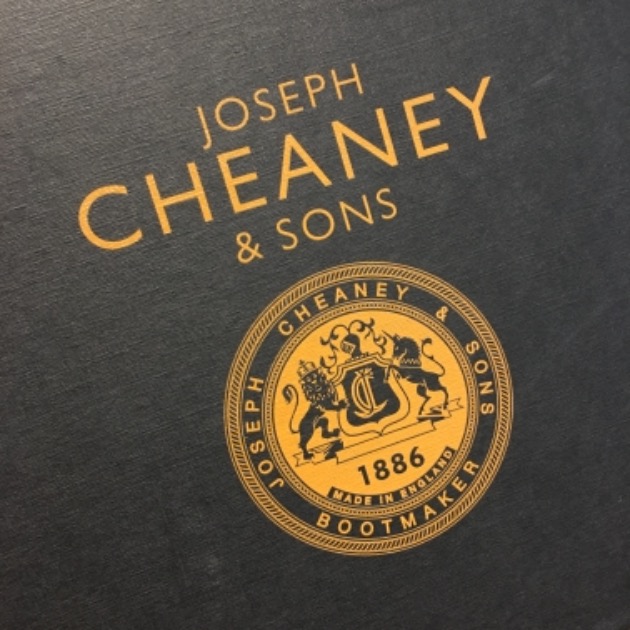 JOSEPH
CHEANEY
& SONS
JOSEPH CHEANEY & SONS
JC
1886
MADE IN ENGLAND
BOOTMAKER